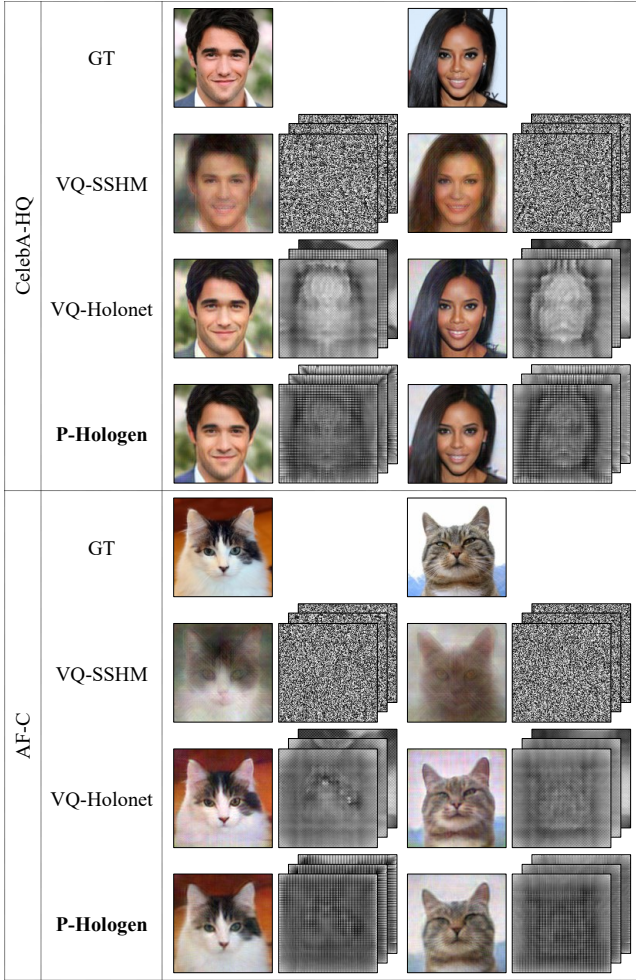 CelebA-HQ
GT
VQ-SSHM
VQ-Holonet
P-Hologen
AF-C
GT
VQ-SSHM
VQ-Holonet
P-Hologen